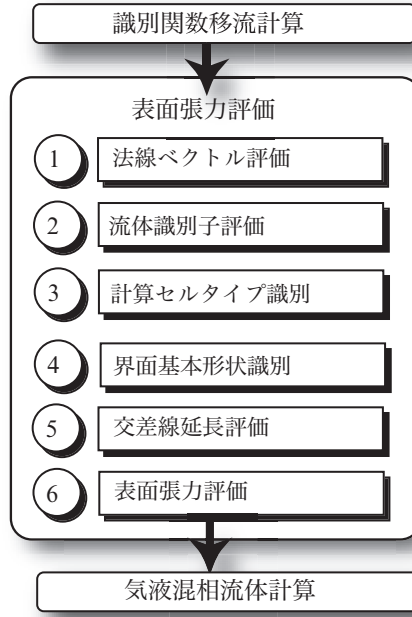 識別関数移流計算
表面張力評価
1 法線ベクトル評価
2 流体識別子評価
3 計算セルタイプ識別
4 界面基本形状識別
5 交差線延長評価
6 表面張力評価
気液混相流体計算